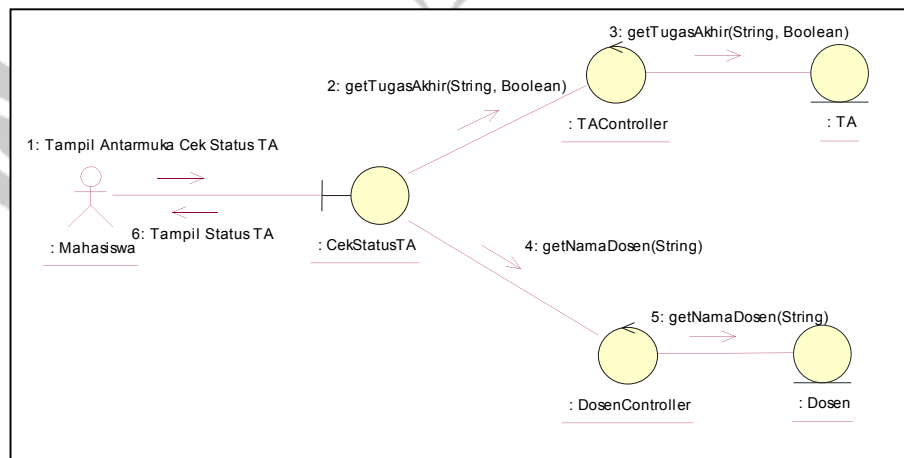 3: getTugasAkhir(String, Boolean)
2: getTugasAkhir(String, Boolean)
: TAController
: TA
1: Tampil Antarmuka Cek Status TA
6: Tampil Status TA
: Mahasiswa
: CekStatusTA
4: getNamaDosen(String)
5: getNamaDosen(String)
: DosenController
: Dosen